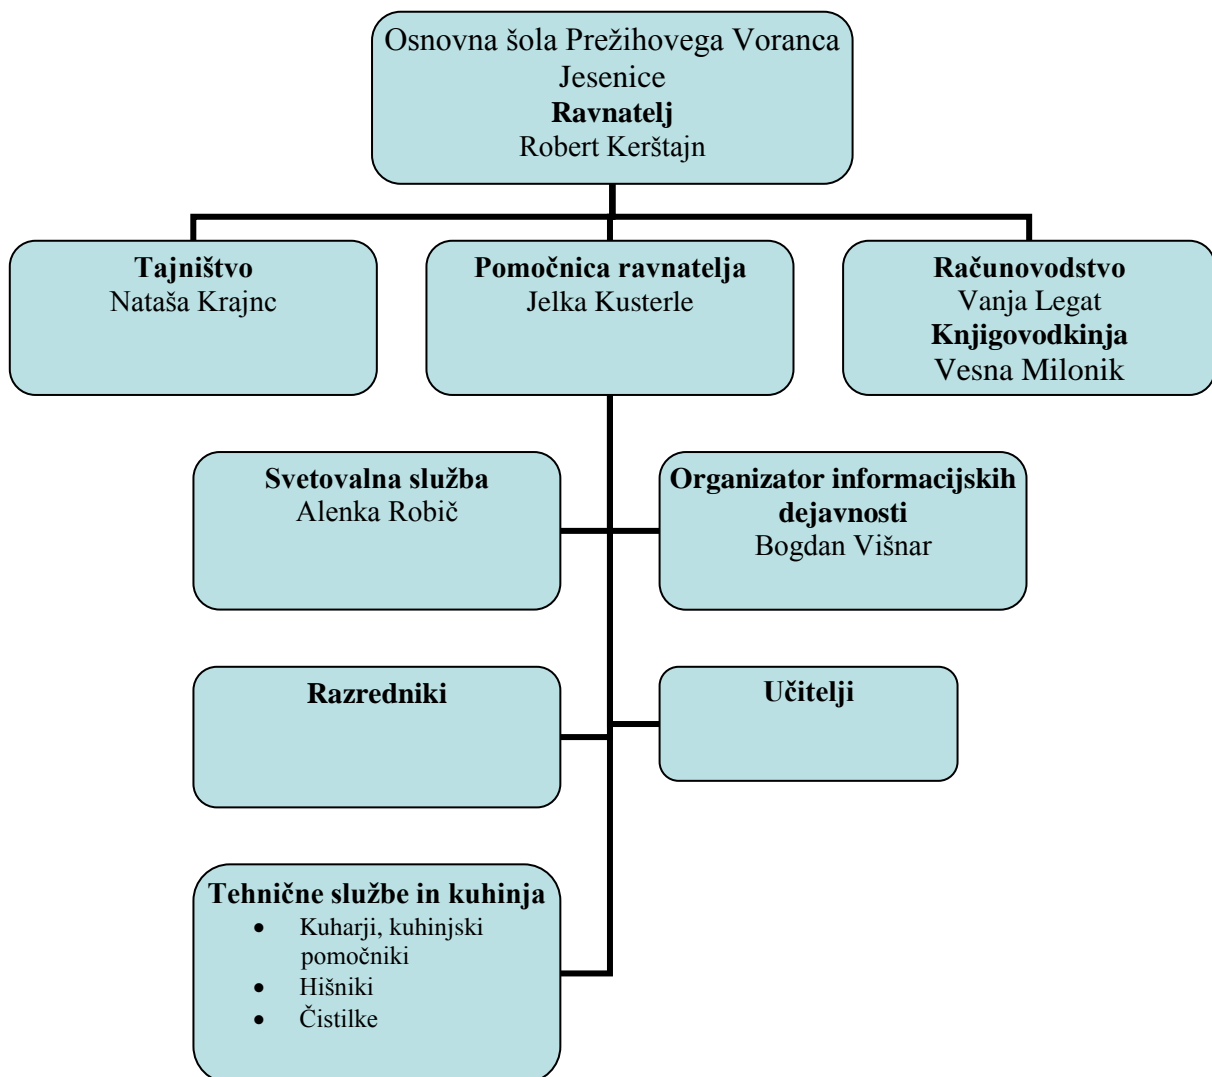 Osnovna šola Prežihovega Voranca
Jesenice
Ravnatelj
Robert Kerštajn
Tajništvo
Nataša Krajnc
Pomočnica ravnatelja
Jelka Kusterle
Računovodstvo
Vanja Legat
Knjigovodkinja
Vesna Milonik
Svetovalna služba
Alenka Robič
Organizator informacijskih
dejavnosti
Bogdan Višnar
Razredniki
Učitelji
Tehnične službe in kuhinja
• Kuharji, kuhinjski
pomočniki
• Hišniki
• Čistilke